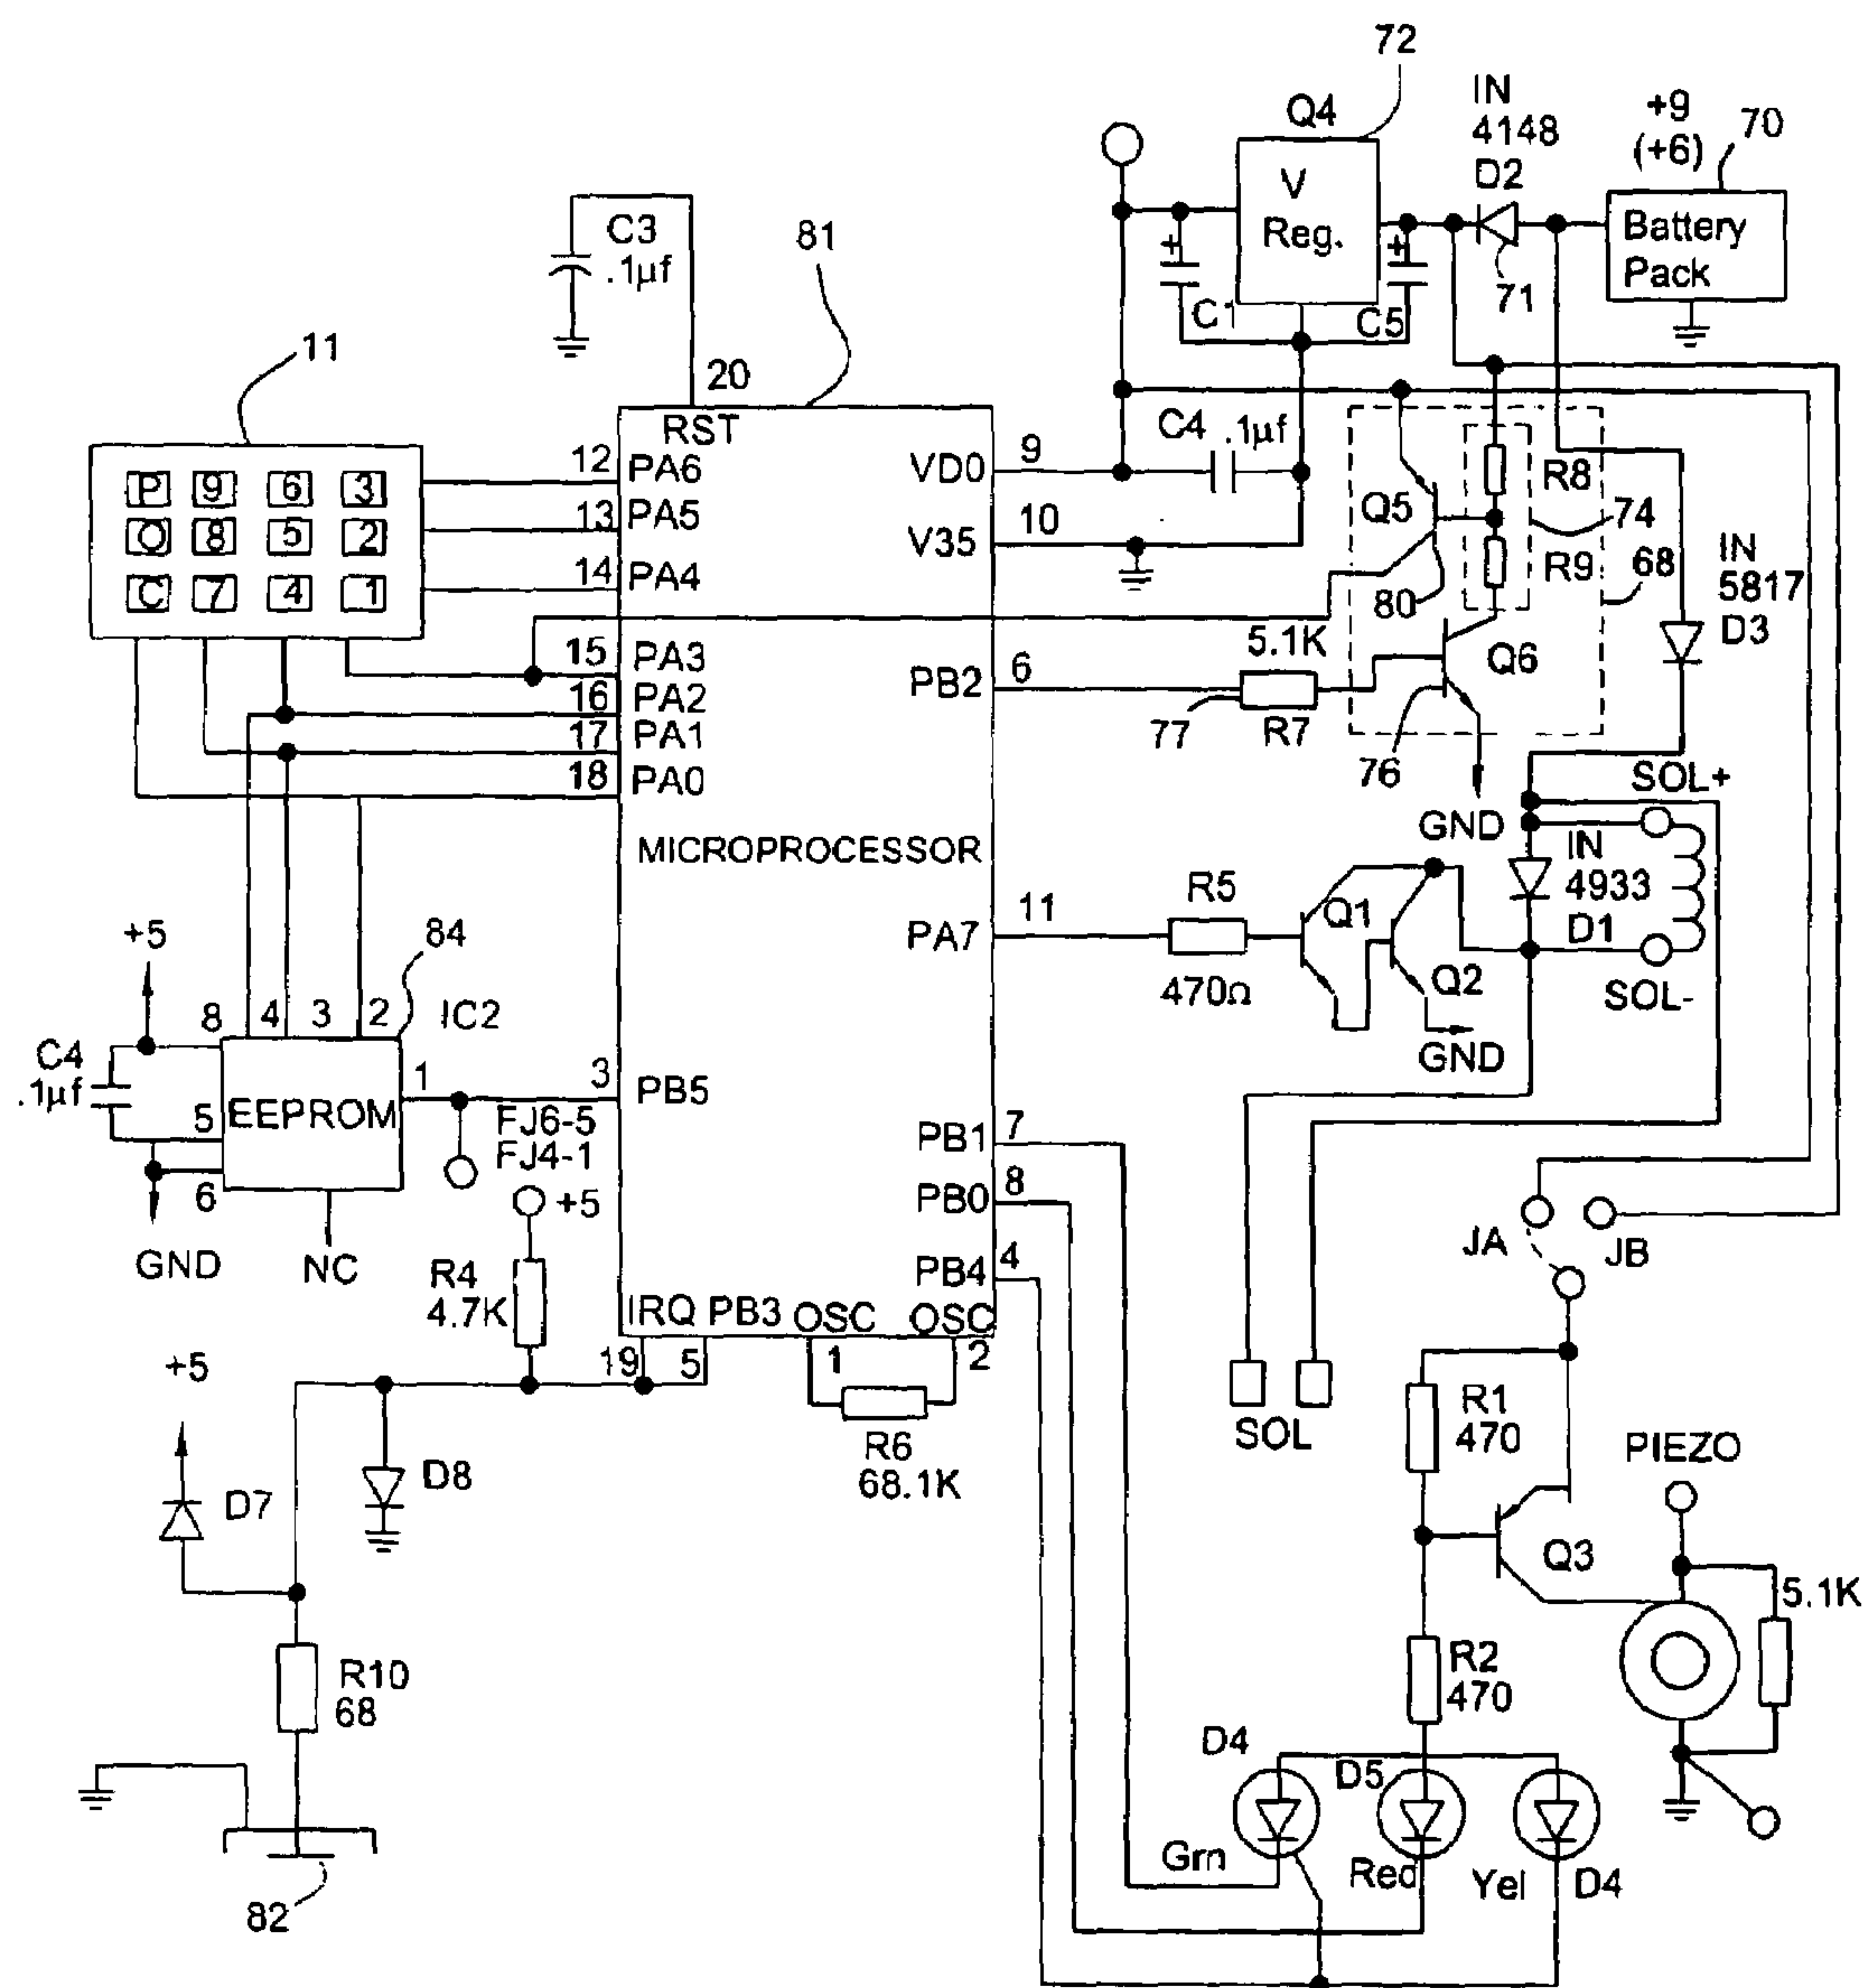 72
IN
4148
D2
+9
(+6)
70
Q4
V
Reg.
Battery
Pack
71
+
C1
+
C5
C3
.1µf
81
11
20
RST
P 9 6 3
O 8 5 2
C 7 4 1
12 PA6
13 PA5
14 PA4
15 PA3
16 PA2
17 PA1
18 PA0
VD0 9
C4 .1µf
V35 10
Q5
R8
74
R9
68
80
IN
5817
D3
PB2 6
5.1K
77
R7
Q6
76
GND
SOL+
MICROPROCESSOR
IN
4933
D1
PA7 11
R5
470Ω
Q1
Q2
GND
SOL-
+5
84
8 4 3 2
IC2
C4
.1µf
EEPROM
5
6
1
3 PB5
FJ6-5
FJ4-1
GND
NC
+5
R4
4.7K
PB1 7
PB0 8
PB4 4
IRQ PB3 OSC OSC
19 5 1 2
R6
68.1K
JA
JB
SOL
R1
470
PIEZO
+5
D7
D8
Q3
5.1K
R10
68
R2
470
82
D4
D5
Grn
Red
Yel
D4